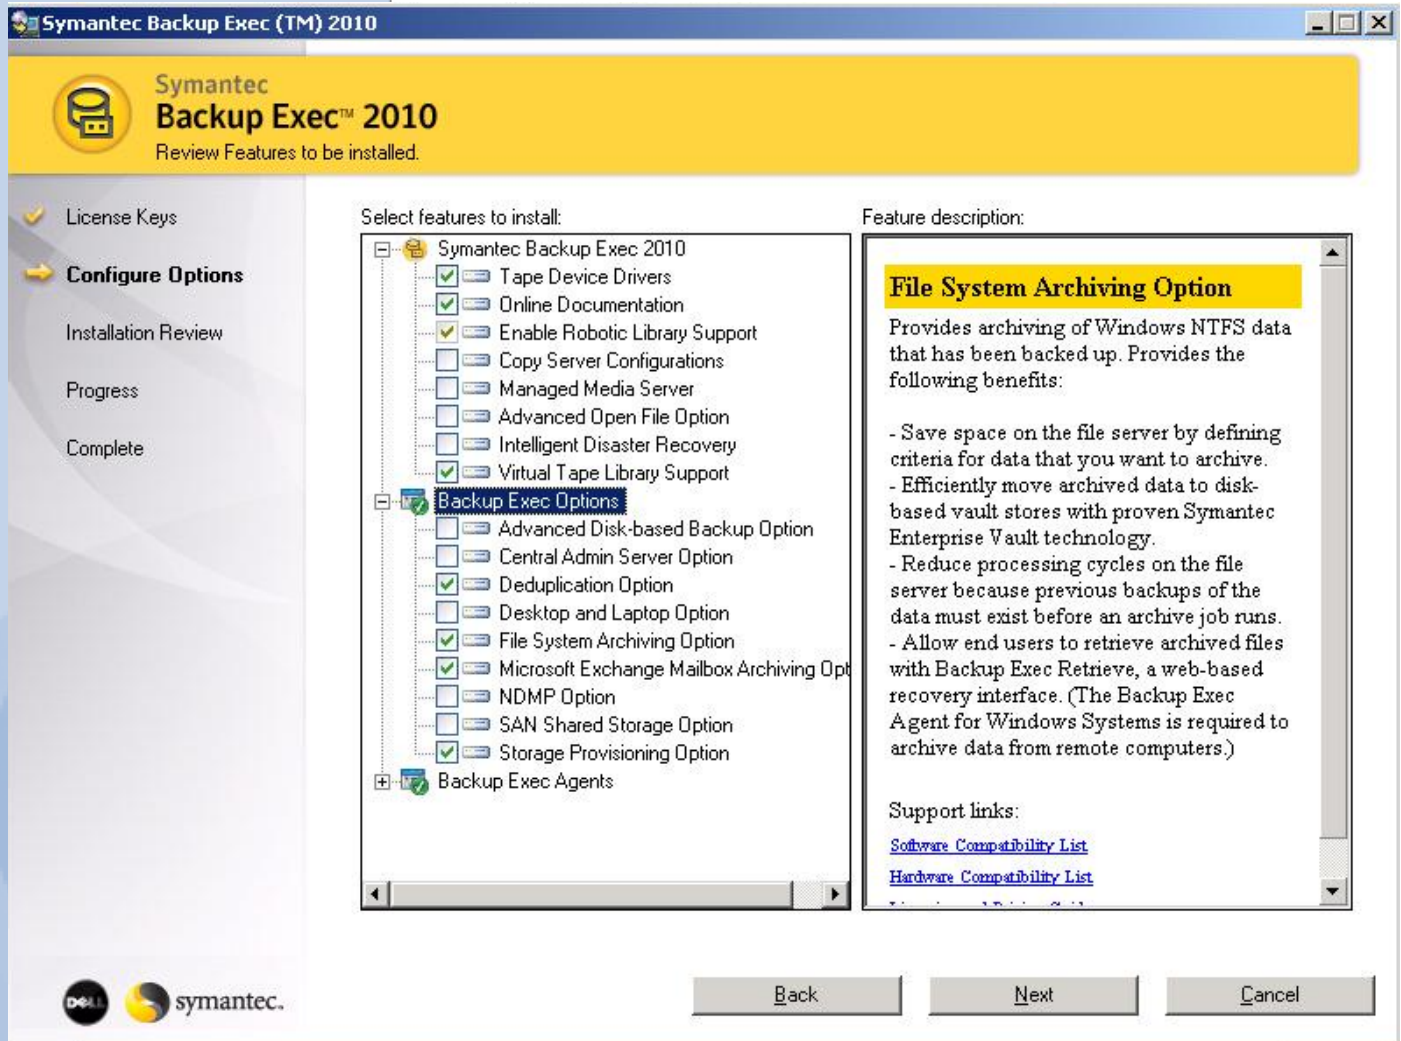 Symantec Backup Exec (TM) 2010
Symantec
Backup Exec™ 2010
Review Features to be installed.
License Keys
Configure Options
Installation Review
Progress
Complete
Select features to install:
Symantec Backup Exec 2010
Tape Device Drivers
Online Documentation
Enable Robotic Library Support
Copy Server Configurations
Managed Media Server
Advanced Open File Option
Intelligent Disaster Recovery
Virtual Tape Library Support
Backup Exec Options
Advanced Disk-based Backup Option
Central Admin Server Option
Deduplication Option
Desktop and Laptop Option
File System Archiving Option
Microsoft Exchange Mailbox Archiving Opt
NDMP Option
SAN Shared Storage Option
Storage Provisioning Option
Backup Exec Agents
Feature description:
File System Archiving Option
Provides archiving of Windows NTFS data
that has been backed up. Provides the
following benefits:
- Save space on the file server by defining
criteria for data that you want to archive.
- Efficiently move archived data to disk-
based vault stores with proven Symantec
Enterprise Vault technology.
- Reduce processing cycles on the file
server because previous backups of the
data must exist before an archive job runs.
- Allow end users to retrieve archived files
with Backup Exec Retrieve, a web-based
recovery interface. (The Backup Exec
Agent for Windows Systems is required to
archive data from remote computers.)
Support links:
Software Compatibility List
Hardware Compatibility List
DELL
symantec.
Back
Next
Cancel